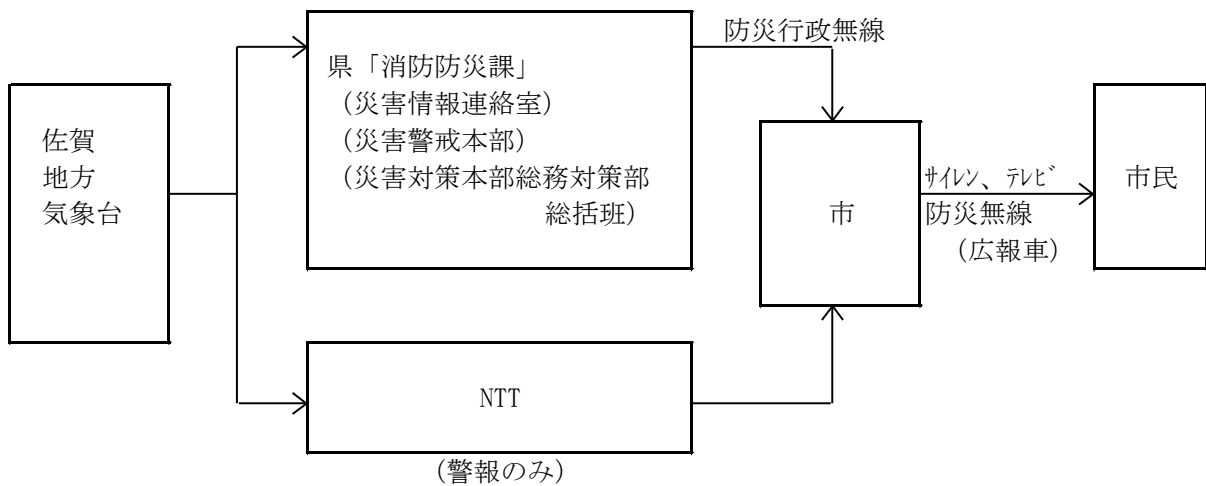 佐賀
地方
気象台
県「消防防災課」
（災害情報連絡室）
（災害警戒本部）
（災害対策本部総務対策部
総括班）
防災行政無線
NTT
（警報のみ）
市
ｻｲﾚﾝ、ﾃﾚﾋﾞ
防災無線
（広報車）
市民